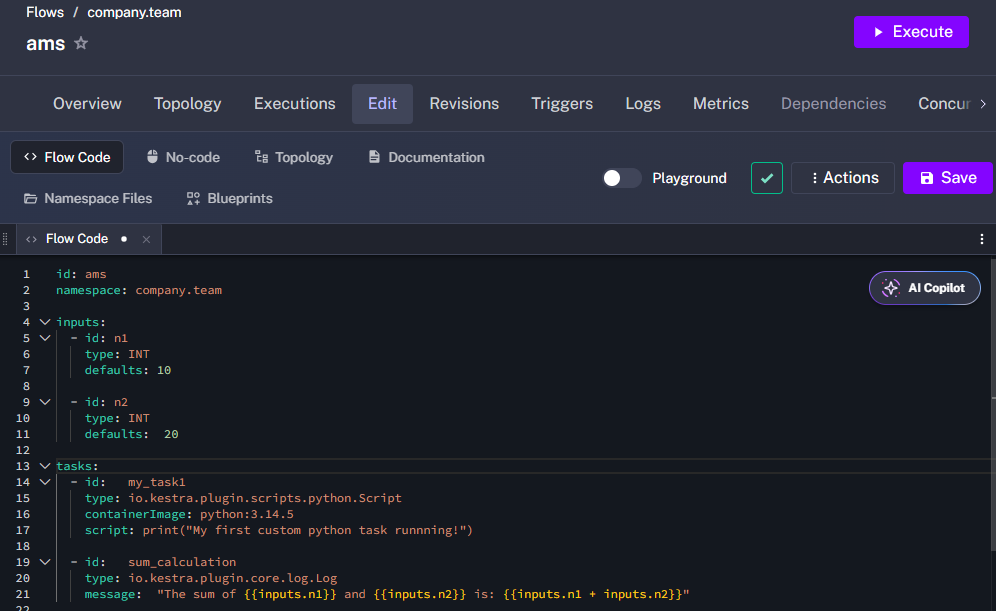 Flows / company.team
ams
Execute
Overview Topology Executions Edit Revisions Triggers Logs Metrics Dependencies Concur
Flow Code No-code Topology Documentation
Namespace Files Blueprints
Playground Actions Save
Flow Code
AI Copilot
1 id: ams
2 namespace: company.team
3
4 inputs:
5 - id: n1
6 type: INT
7 defaults: 10
8
9 - id: n2
10 type: INT
11 defaults:  20
12
13 tasks:
14 - id:   my_task1
15 type: io.kestra.plugin.scripts.python.Script
16 containerImage: python:3.14.5
17 script: print("My first custom python task runnning!")
18
19 - id:   sum_calculation
20 type: io.kestra.plugin.core.log.Log
21 message:  "The sum of {{inputs.n1}} and {{inputs.n2}} is: {{inputs.n1 + inputs.n2}}"
22